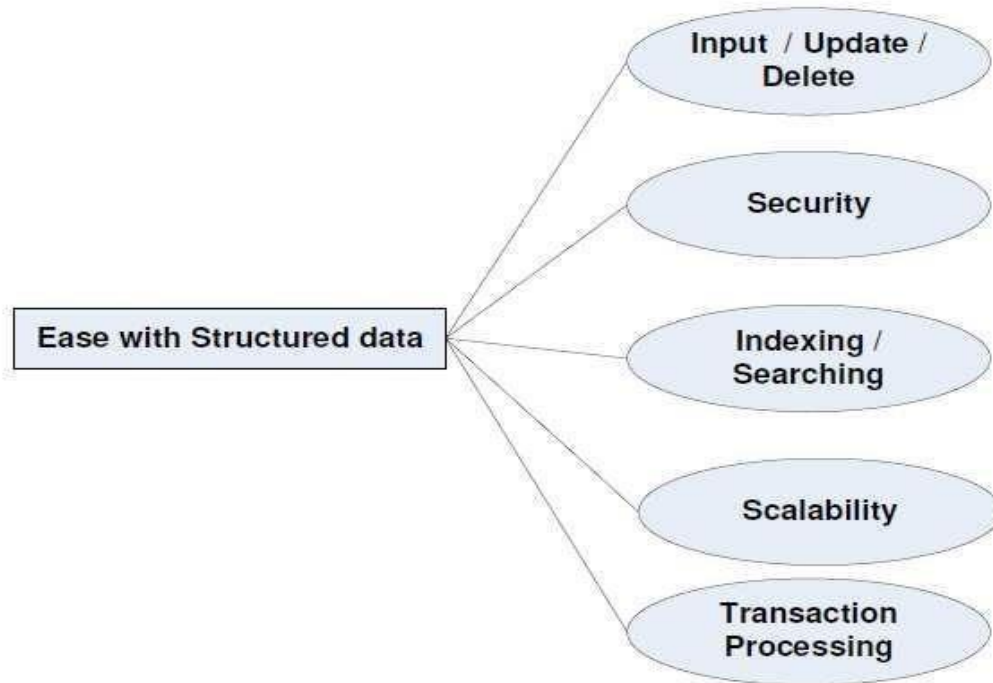 Input / Update /
Delete
Security
Ease with Structured data
Indexing /
Searching
Scalability
Transaction
Processing